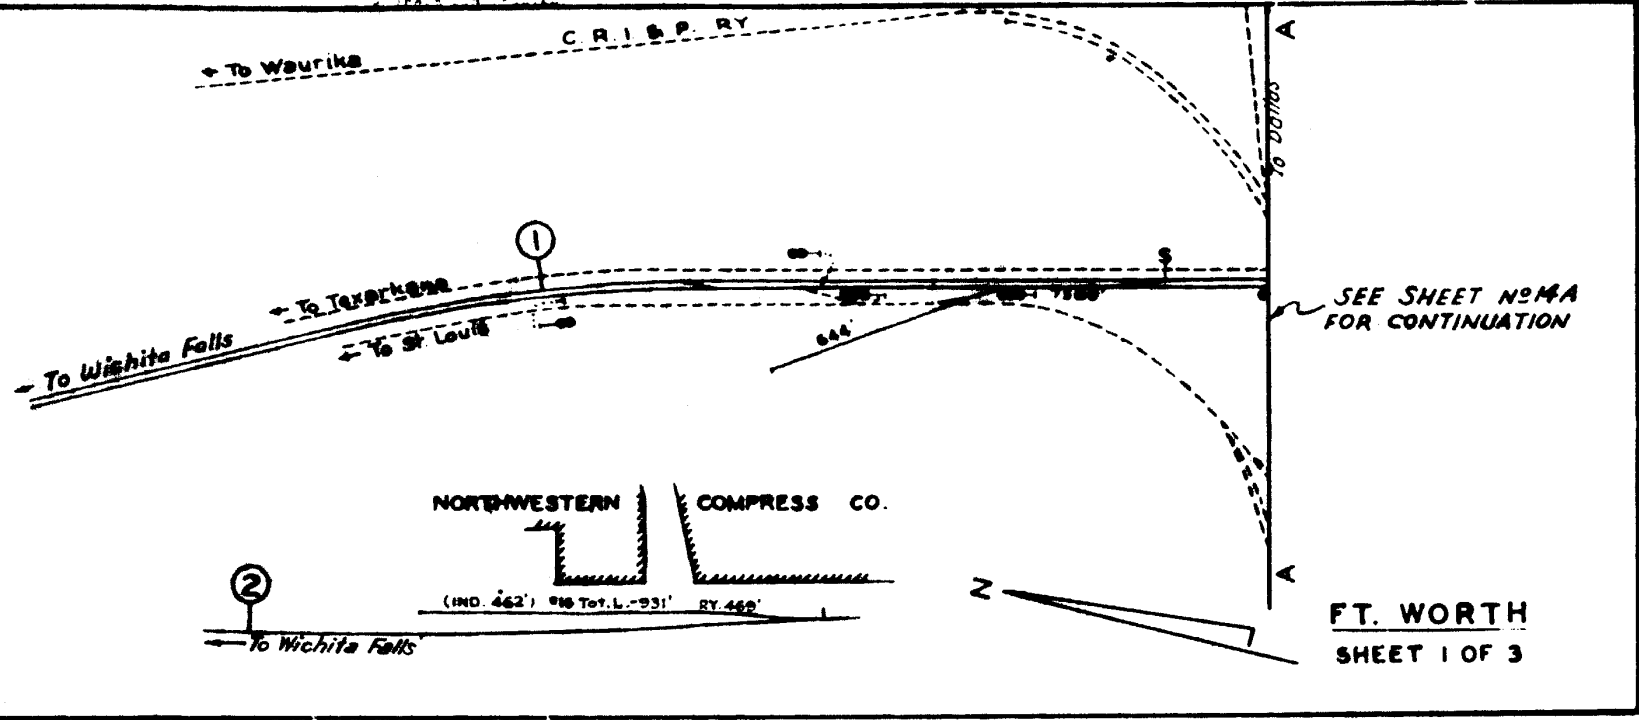 C. R. I. & P. RY
← To Waurika
A
To Dallas
1
S
← To Texarkana
SEE SHEET Nº 14A
FOR CONTINUATION
← To St Louis
644'
← To Wichita Falls
NORTHWESTERN COMPRESS CO.
2
(IND. 462') Tot. L.-931' RY. 469'
← To Wichita Falls
Z
A
FT. WORTH
SHEET 1 OF 3